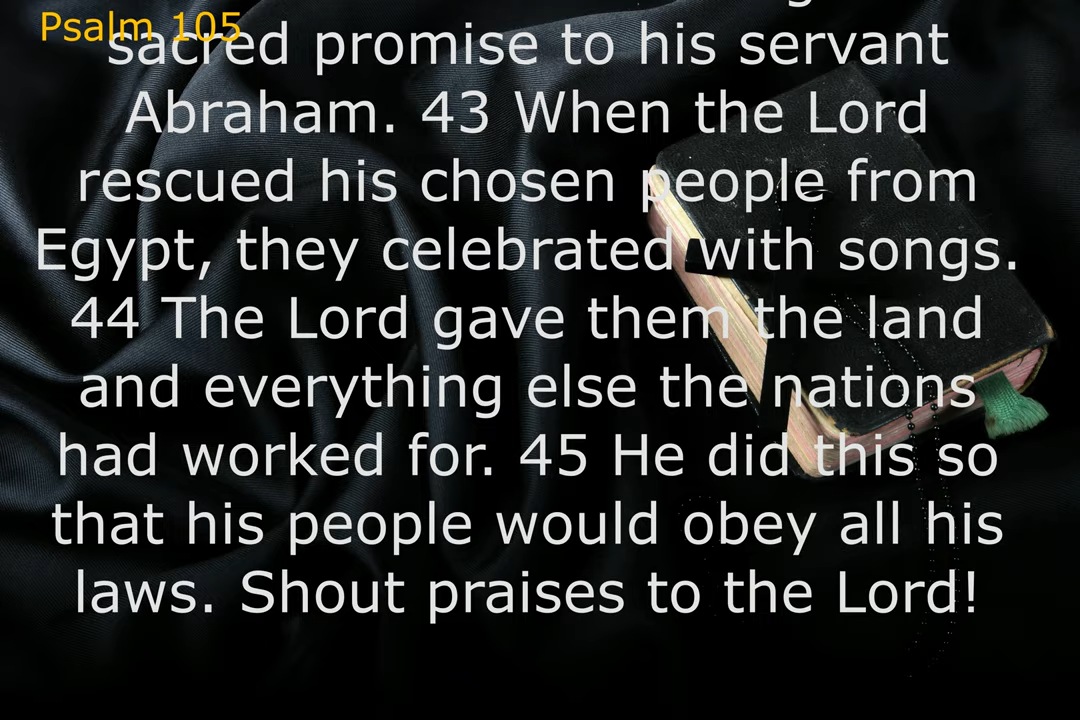 Psalm 105
sacred promise to his servant
Abraham. 43 When the Lord
rescued his chosen people from
Egypt, they celebrated with songs.
44 The Lord gave them the land
and everything else the nations
had worked for. 45 He did this so
that his people would obey all his
laws. Shout praises to the Lord!